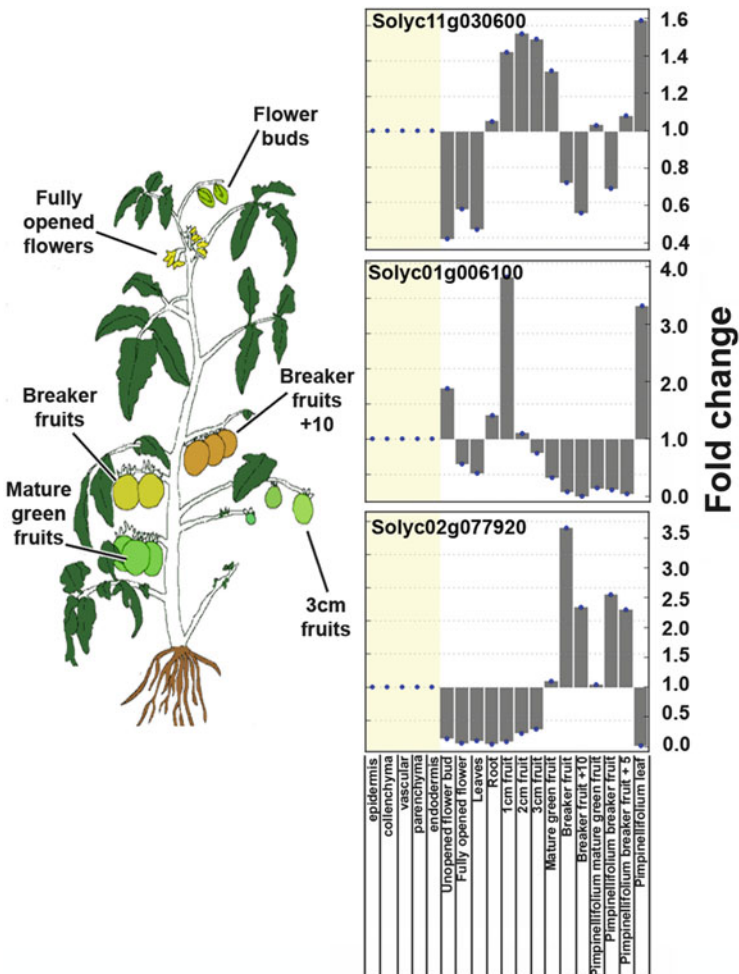 Flower
buds
Fully
opened
flowers
Breaker
fruits
Breaker
fruits
+10
Mature
green
fruits
3cm
fruits
Solyc11g030600
1.6
1.4
1.2
1.0
0.8
0.6
0.4
Solyc01g006100
4.0
3.0
2.0
1.0
0.0
Solyc02g077920
3.5
3.0
2.5
2.0
1.5
1.0
0.5
0.0
Fold change
epidermis
collenchyma
vascular
parenchyma
endodermis
Unopened flower bud
Fully opened flower
Leaves
Root
1cm fruit
2cm fruit
3cm fruit
Mature green fruit
Breaker fruit
Breaker fruit +10
Pimpinellifolium mature green fruit
Pimpinellifolium breaker fruit
Pimpinellifolium breaker fruit + 5
Pimpinellifolium leaf